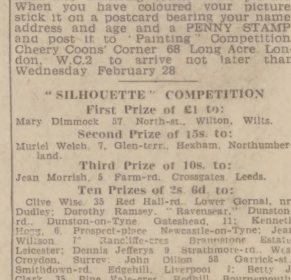 When you have coloured your picture
stick it on a postcard bearing your name
address and age and a PENNY STAMP
and post it to 'Painting' Competition
Cheery Coons' Corner 68 Long Acre Lon-
don, W.C.2 to arrive not later than
Wednesday February 28
"SILHOUETTE" COMPETITION
First Prize of £1 to:
Mary Dimmock 57 North-st., Wilton, Wilts.
Second Prize of 15s. to:
Muriel Welch 7, Glen-terr., Hexham, Northumber-
land.
Third Prize of 10s. to:
Jean Morrish 5 Farm-rd. Crossgates Leeds.
Ten Prizes of 2s. 6d. to:
Clive Wise 35 Red Hall-rd., Lower Gornal, nr
Dudley; Dorothy Ramsey, Ravensear, Dunston
rd., Dunston-on-Tyne Gateshead, 11; Kenneth
Hogg, 6, Prospect-place Newcastle-on-Tyne; Jean
Willson, Braunstone Estate
Leicester; Dennis Jefferys 9 Strathmore-rd.,
Croydon, Surrey John Dillon 58 Garrick-st.
Smithdown-rd. Edgehill, Liverpool 7; Betty
Clark 35 Bournemouth